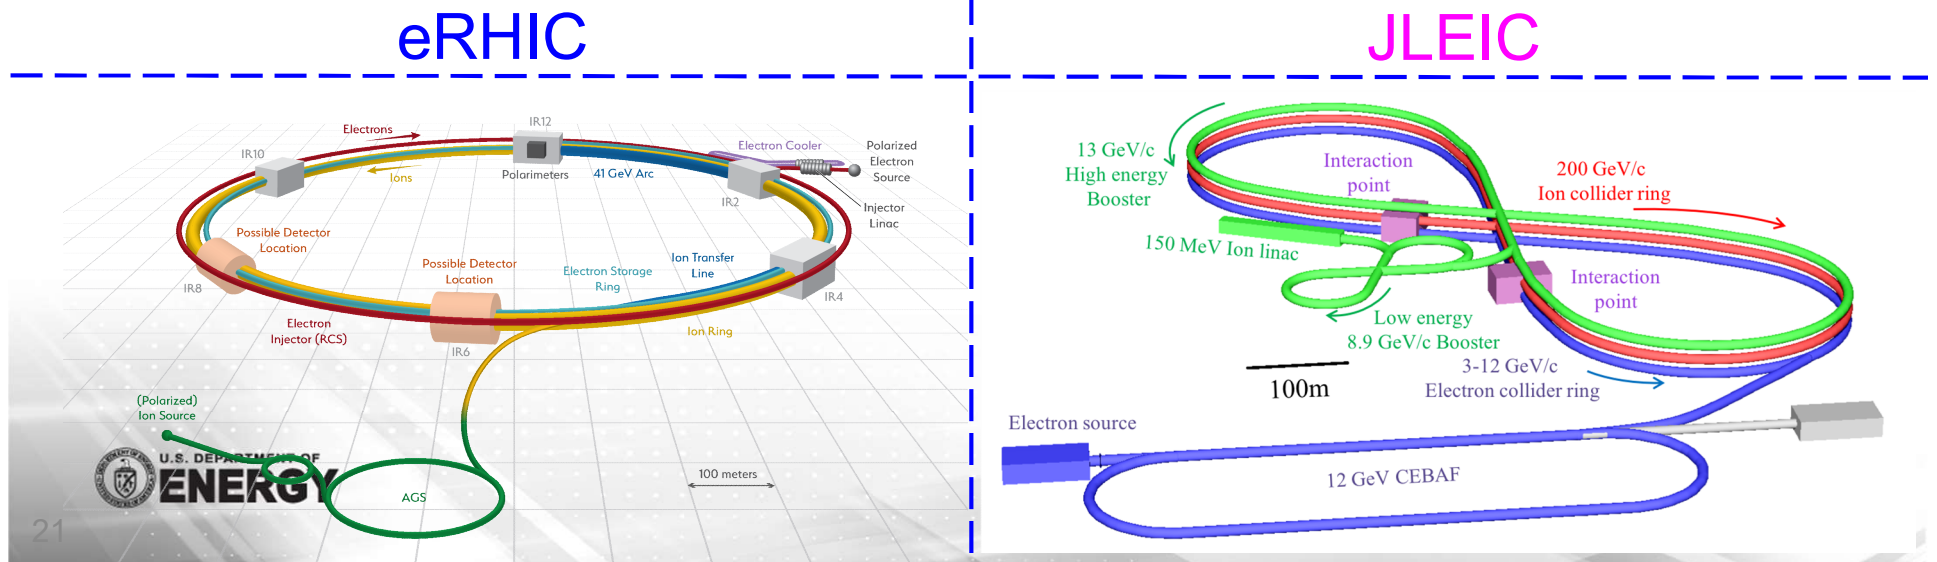 eRHIC
JLEIC
IR12
Electrons
IR10
Ions
Polarimeters
41 GeV Arc
Electron Cooler
Polarized
Electron
Source
IR2
Injector
Linac
Possible Detector
Location
IR8
Possible Detector
Location
Electron Storage
Ring
Ion Transfer
Line
IR4
Electron
Injector (RCS)
IR6
Ion Ring
(Polarized)
Ion Source
U.S. DEPARTMENT OF
ENERGY
AGS
100 meters
21
13 GeV/c
High energy
Booster
Interaction
point
200 GeV/c
Ion collider ring
150 MeV Ion linac
Interaction
point
Low energy
8.9 GeV/c Booster
100m
3-12 GeV/c
Electron collider ring
Electron source
12 GeV CEBAF